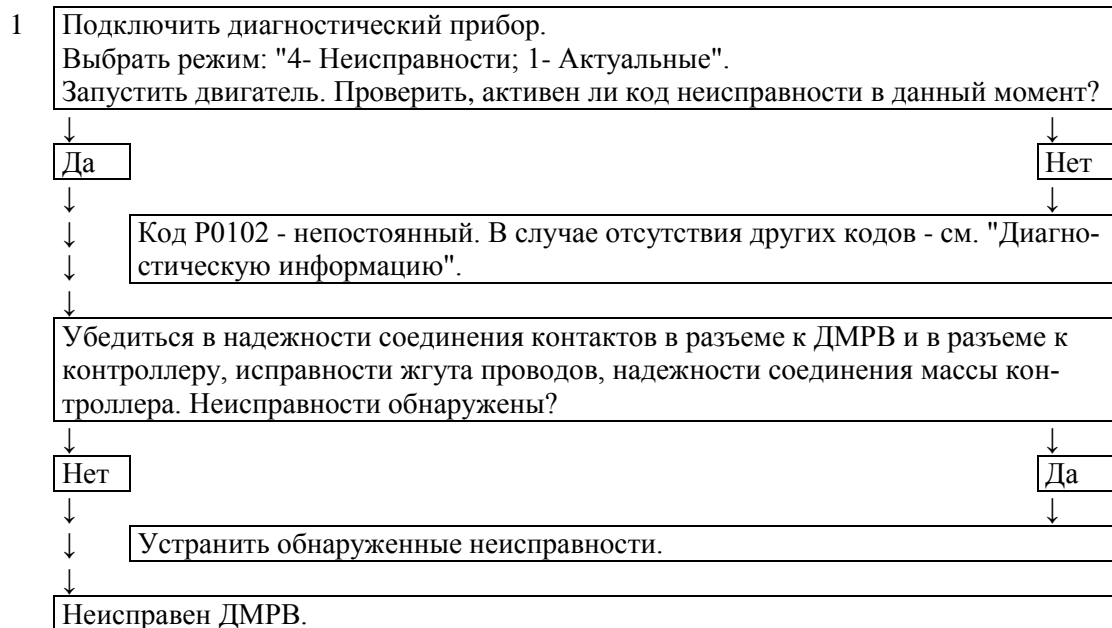 1 Подключить диагностический прибор.
Выбрать режим: "4- Неисправности; 1- Актуальные".
Запустить двигатель. Проверить, активен ли код неисправности в данный момент?
↓ ↓
Да Нет
↓ ↓
↓ Код Р0102 - непостоянный. В случае отсутствия других кодов - см. "Диагно-
↓ стическую информацию".
↓
Убедиться в надежности соединения контактов в разъеме к ДМРВ и в разъеме к
контроллеру, исправности жгута проводов, надежности соединения массы кон-
троллера. Неисправности обнаружены?
↓ ↓
Нет Да
↓ ↓
↓ Устранить обнаруженные неисправности.
↓
Неисправен ДМРВ.